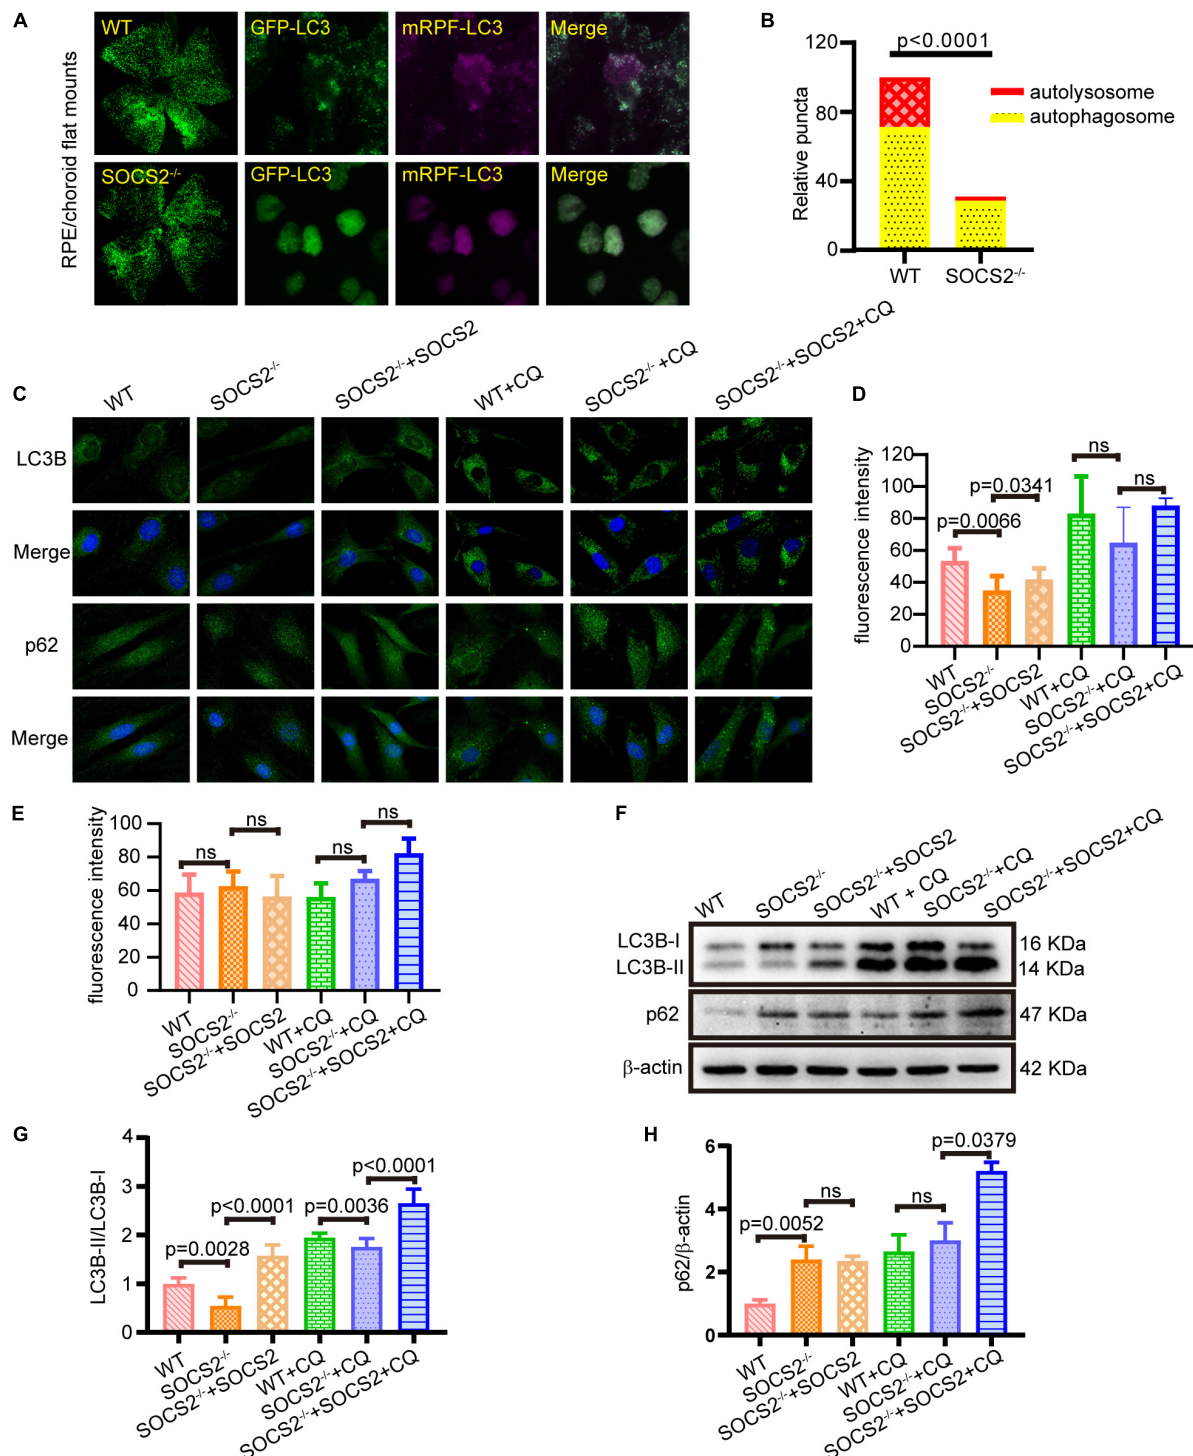 A
RPE/choroid flat mounts
WT
GFP-LC3
mRPF-LC3
Merge
SOCS2-/-
GFP-LC3
mRPF-LC3
Merge
B
Relative puncta
120
80
40
0
p<0.0001
autolysosome
autophagosome
WT
SOCS2-/-
C
WT
SOCS2-/-
SOCS2-/-+SOCS2
WT+CQ
SOCS2-/-+CQ
SOCS2-/-+SOCS2+CQ
LC3B
Merge
p62
Merge
D
fluorescence intensity
120
100
80
60
40
20
0
p=0.0066
p=0.0341
ns
ns
WT
SOCS2-/-
SOCS2-/-+SOCS2
WT+CQ
SOCS2-/-+CQ
SOCS2-/-+SOCS2+CQ
E
fluorescence intensity
100
80
60
40
20
0
ns
ns
ns
ns
WT
SOCS2-/-
SOCS2-/-+SOCS2
WT+CQ
SOCS2-/-+CQ
SOCS2-/-+SOCS2+CQ
F
WT
SOCS2-/-
SOCS2-/-+SOCS2
WT + CQ
SOCS2-/-+CQ
SOCS2-/-+SOCS2+CQ
LC3B-I
16 KDa
LC3B-II
14 KDa
p62
47 KDa
β-actin
42 KDa
G
LC3B-II/LC3B-I
4
3
2
1
0
p=0.0028
p<0.0001
p=0.0036
p<0.0001
WT
SOCS2-/-
SOCS2-/-+SOCS2
WT+CQ
SOCS2-/-+CQ
SOCS2-/-+SOCS2+CQ
H
p62/β-actin
6
4
2
0
p=0.0052
ns
ns
p=0.0379
WT
SOCS2-/-
SOCS2-/-+SOCS2
WT+CQ
SOCS2-/-+CQ
SOCS2-/-+SOCS2+CQ